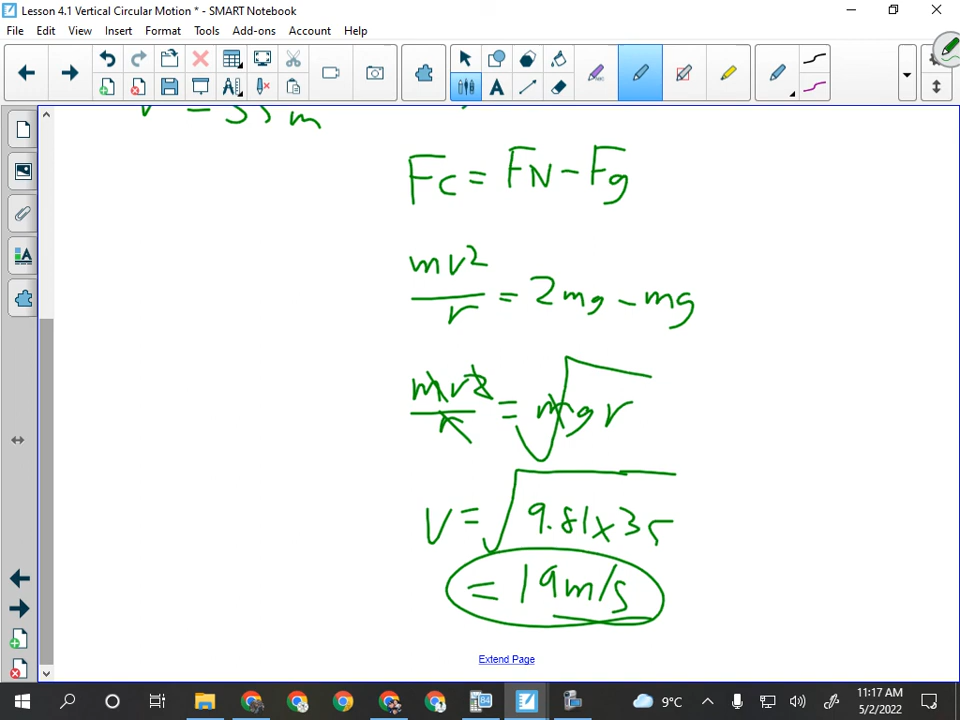 Lesson 4.1 Vertical Circular Motion * - SMART Notebook
File Edit View Insert Format Tools Add-ons Account Help
= 35 m
Fc = FN - Fg
mv²
r
= 2mg - mg
mv²
r
= √mgr
V = √9.81x35
= 19m/s
Extend Page
9°C
11:17 AM
5/2/2022